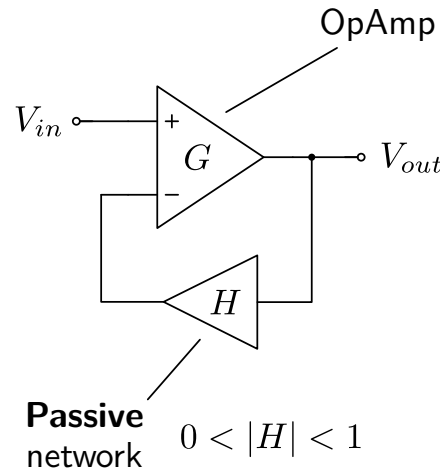 OpAmp
V_in
+
G
V_out
−
H
Passive
network
0 < |H| < 1